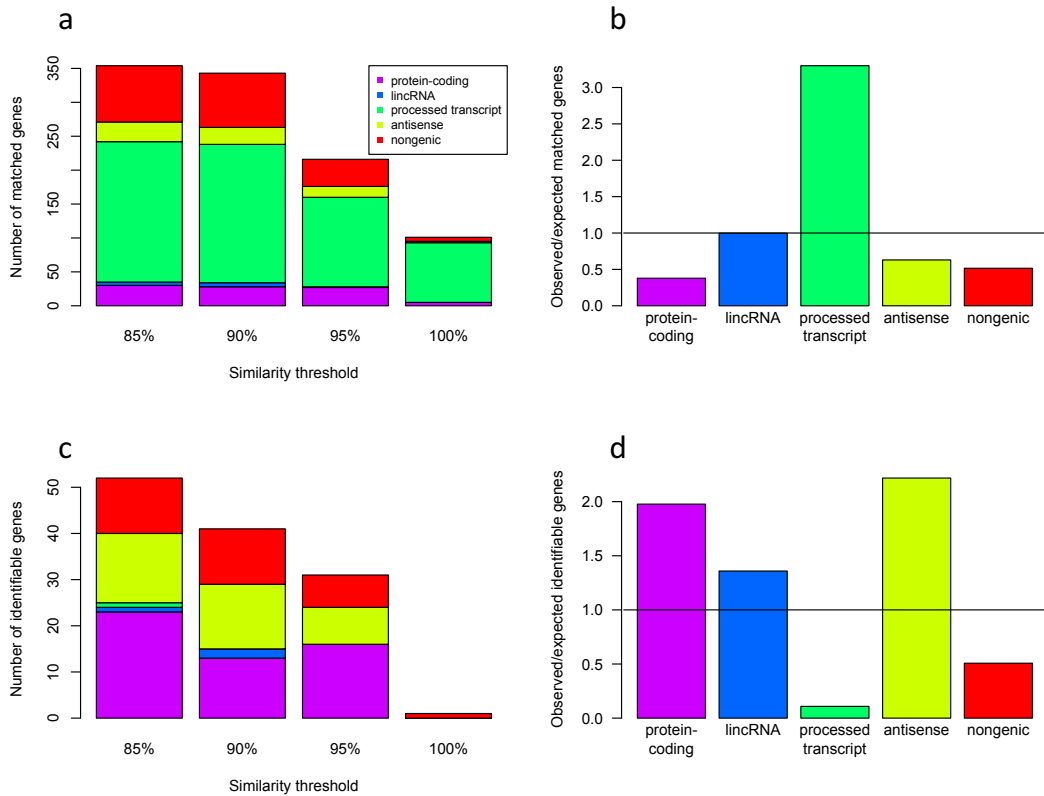 a
Number of matched genes
0
50
150
250
350
protein-coding
lincRNA
processed transcript
antisense
nongenic
85%
90%
95%
100%
Similarity threshold
b
Observed/expected matched genes
0.0
0.5
1.0
1.5
2.0
2.5
3.0
protein-
coding
lincRNA
processed
transcript
antisense
nongenic
c
Number of identifiable genes
0
10
20
30
40
50
85%
90%
95%
100%
Similarity threshold
d
Observed/expected identifiable genes
0.0
0.5
1.0
1.5
2.0
protein-
coding
lincRNA
processed
transcript
antisense
nongenic